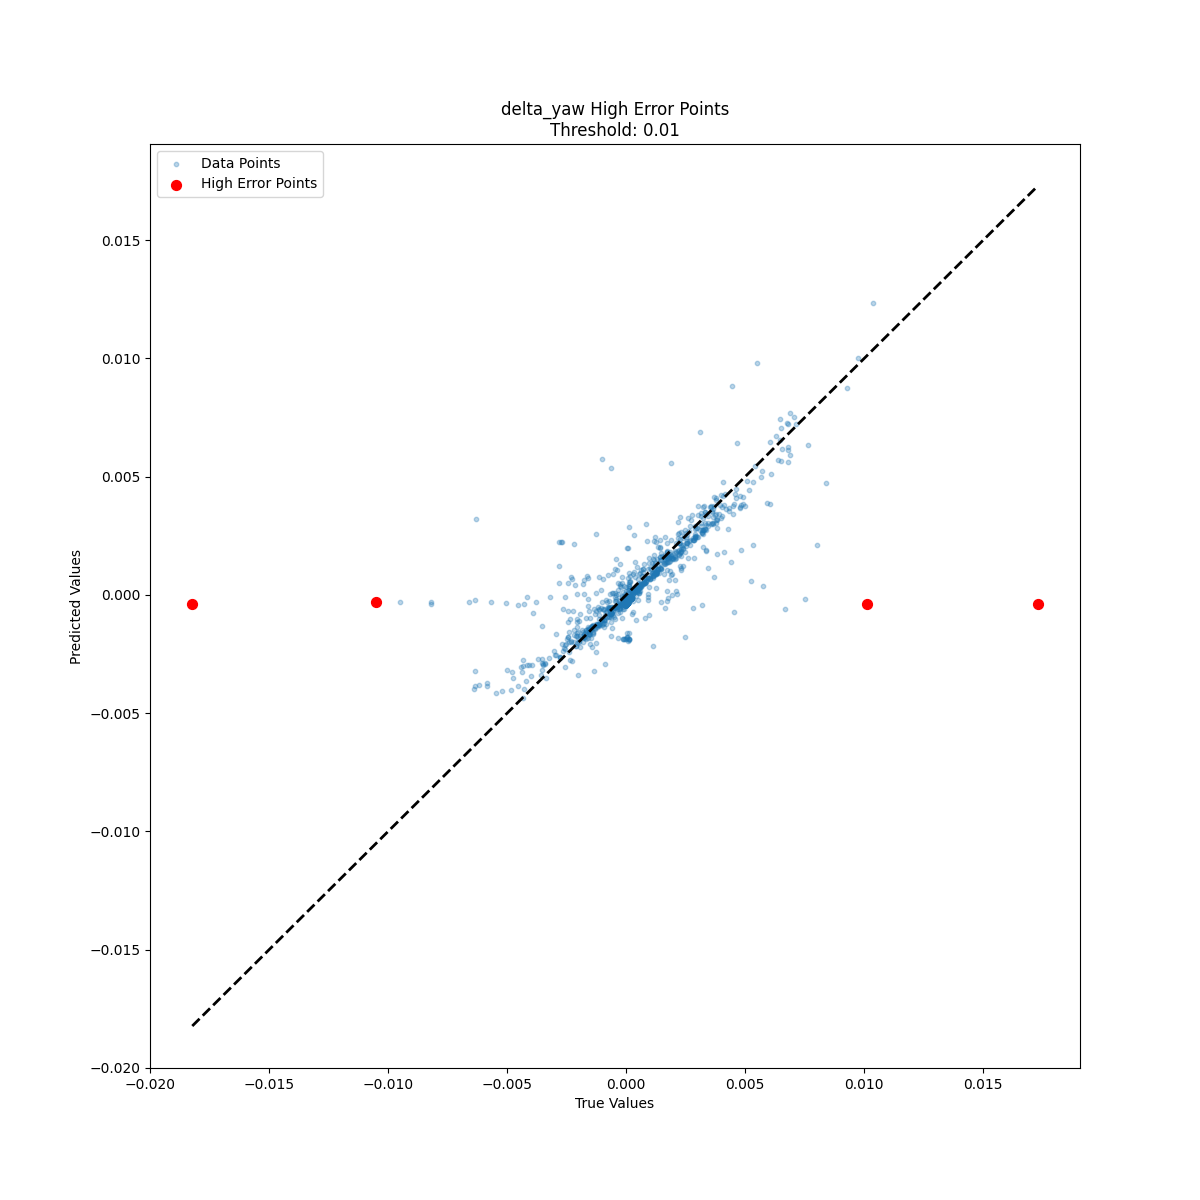 delta_yaw High Error Points
Threshold: 0.01
Data Points
High Error Points
0.015
0.010
0.005
0.000
−0.005
−0.010
−0.015
−0.020
Predicted Values
−0.020
−0.015
−0.010
−0.005
0.000
0.005
0.010
0.015
True Values